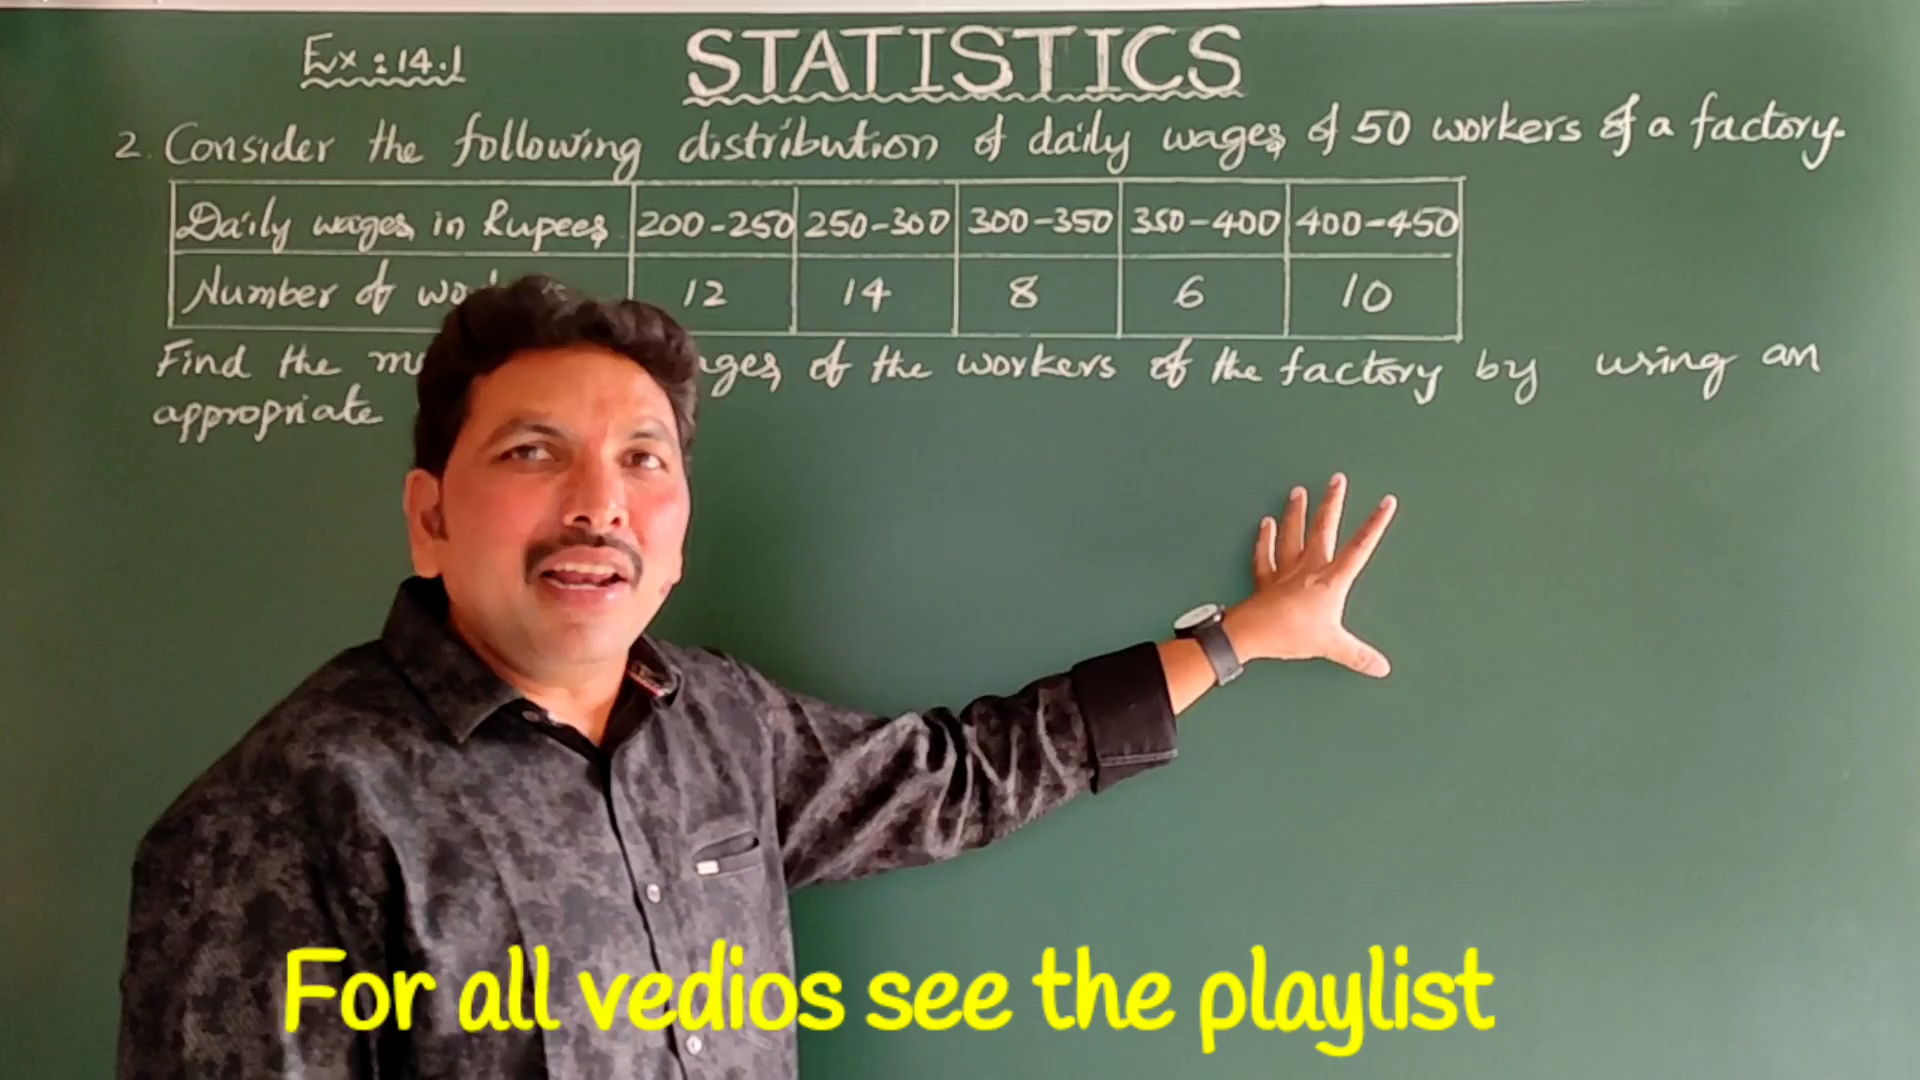 Ex : 14.1
STATISTICS
2. Consider the following distribution of daily wages of 50 workers of a factory.
Daily wages in Rupees 200-250 250-300 300-350 350-400 400-450
Number of 12 14 8 6 10
Find the of the workers of the factory by using an
appropriate
For all vedios see the playlist